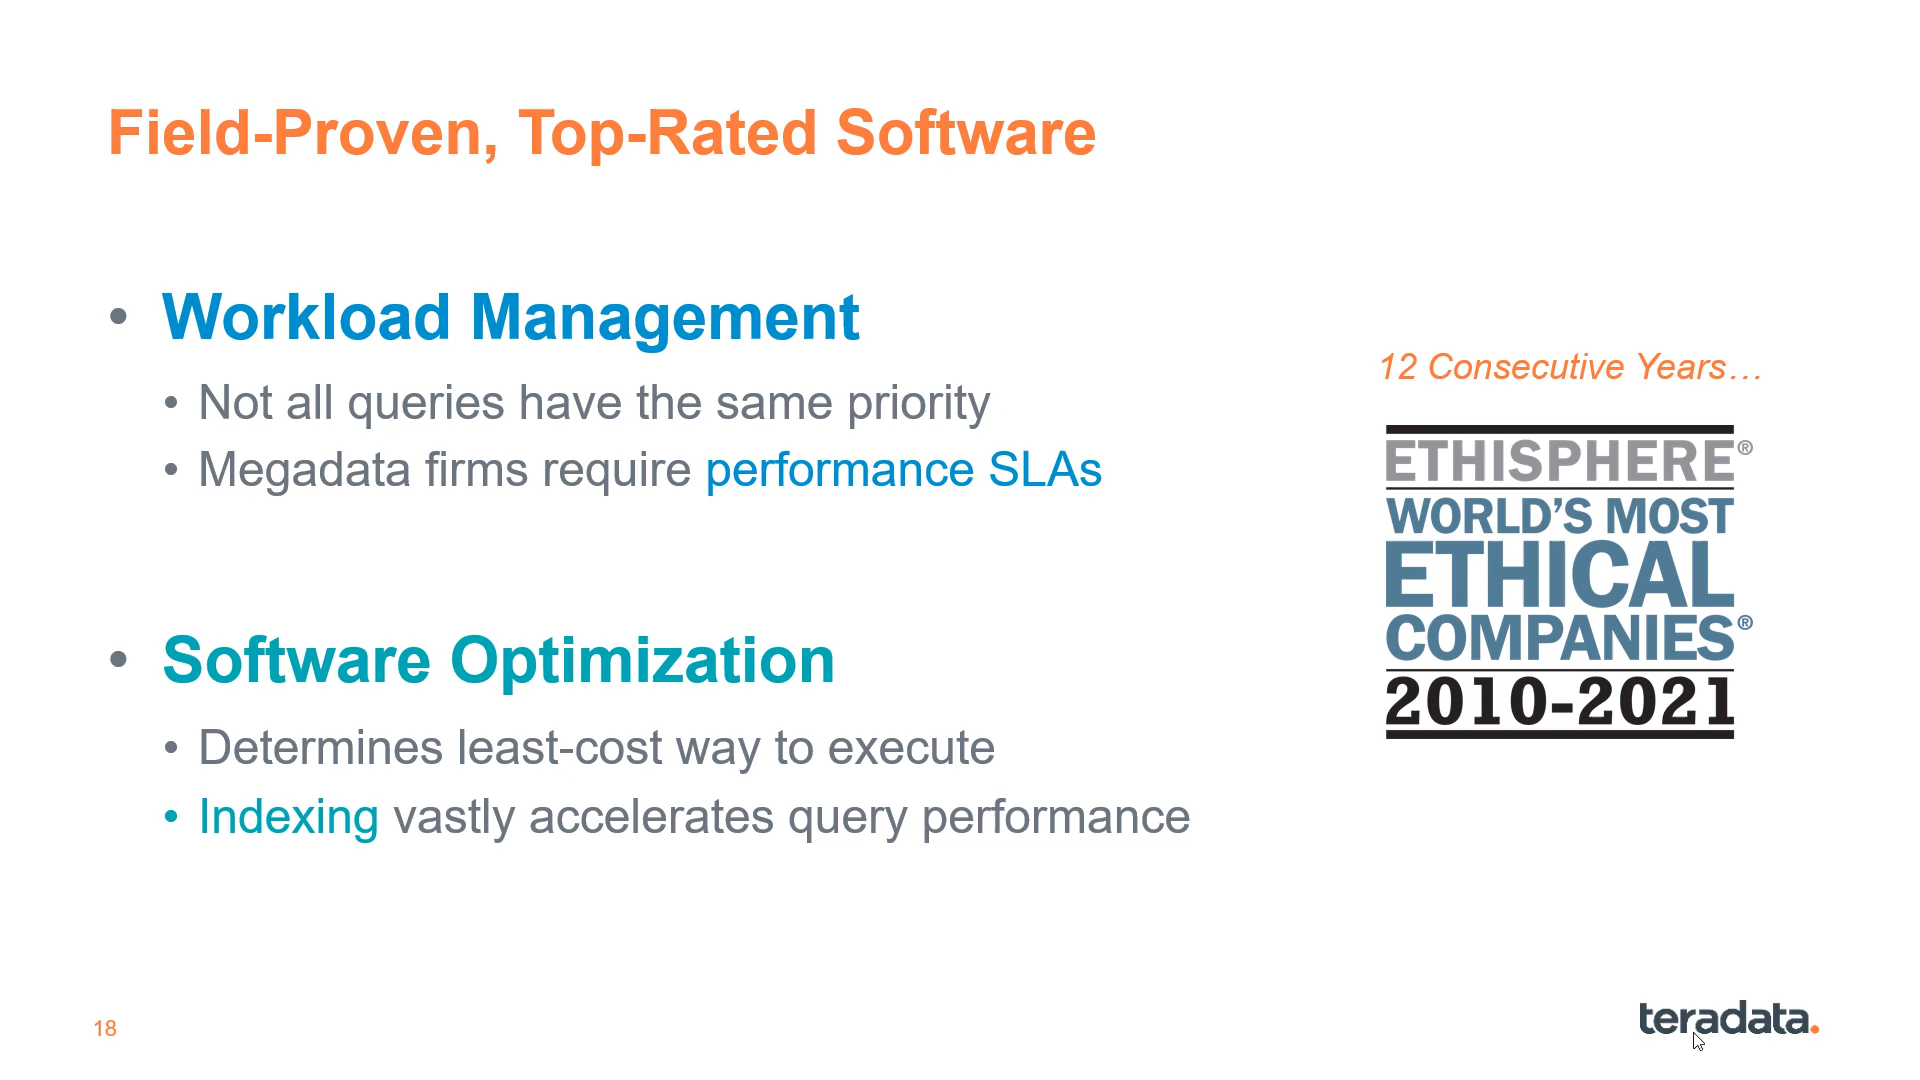 Field-Proven, Top-Rated Software
• Workload Management
• Not all queries have the same priority
• Megadata firms require performance SLAs
• Software Optimization
• Determines least-cost way to execute
• Indexing vastly accelerates query performance
12 Consecutive Years…
ETHISPHERE®
WORLD'S MOST
ETHICAL
COMPANIES®
2010-2021
18
teradata.